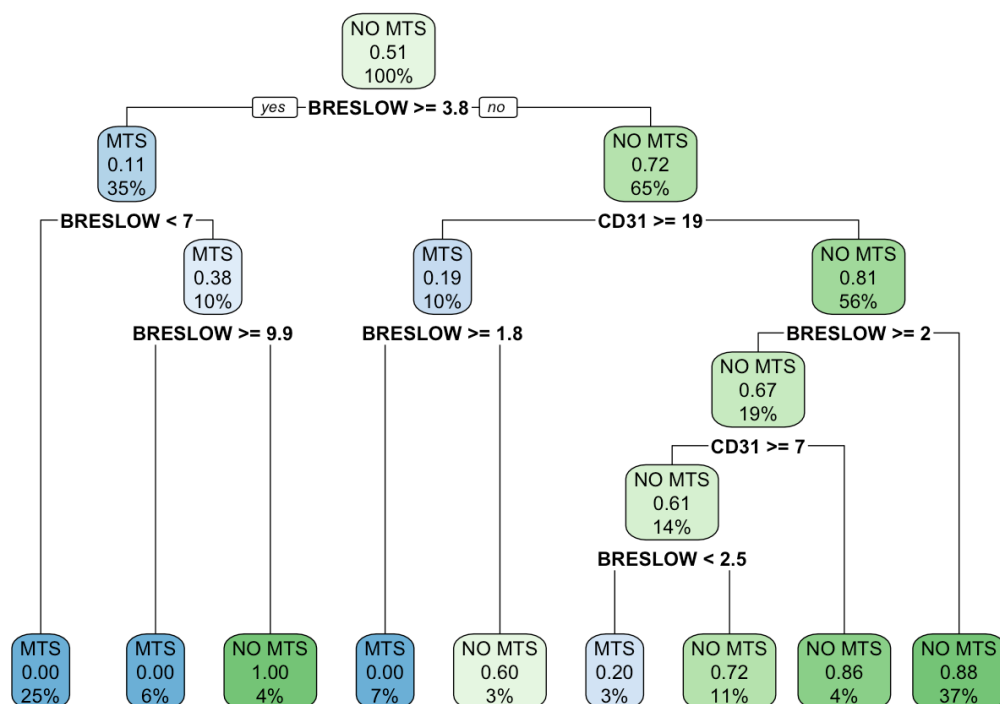 NO MTS
0.51
100%
yes BRESLOW >= 3.8 no
MTS
0.11
35%
NO MTS
0.72
65%
BRESLOW < 7
CD31 >= 19
MTS
0.38
10%
MTS
0.19
10%
NO MTS
0.81
56%
BRESLOW >= 9.9
BRESLOW >= 1.8
BRESLOW >= 2
NO MTS
0.67
19%
CD31 >= 7
NO MTS
0.61
14%
BRESLOW < 2.5
MTS
0.00
25%
MTS
0.00
6%
NO MTS
1.00
4%
MTS
0.00
7%
NO MTS
0.60
3%
MTS
0.20
3%
NO MTS
0.72
11%
NO MTS
0.86
4%
NO MTS
0.88
37%